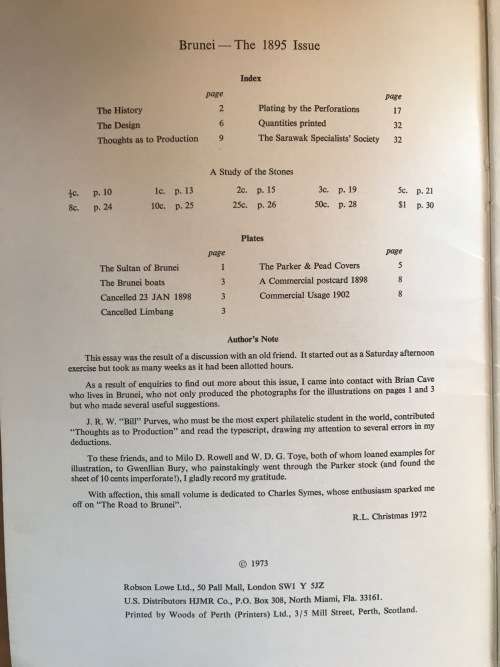 Brunei — The 1895 Issue
Index
page page
The History 2 Plating by the Perforations 17
The Design 6 Quantities printed 32
Thoughts as to Production 9 The Sarawak Specialists' Society 32
A Study of the Stones
½c. p. 10 1c. p. 13 2c. p. 15 3c. p. 19 5c. p. 21
8c. p. 24 10c. p. 25 25c. p. 26 50c. p. 28 $1 p. 30
Plates
page page
The Sultan of Brunei 1 The Parker & Pead Covers 5
The Brunei boats 3 A Commercial postcard 1898 8
Cancelled 23 JAN 1898 3 Commercial Usage 1902 8
Cancelled Limbang 3
Author's Note
This essay was the result of a discussion with an old friend. It started out as a Saturday afternoon
exercise but took as many weeks as it had been allotted hours.
As a result of enquiries to find out more about this issue, I came into contact with Brian Cave
who lives in Brunei, who not only produced the photographs for the illustrations on pages 1 and 3
but who made several useful suggestions.
J. R. W. "Bill" Purves, who must be the most expert philatelic student in the world, contributed
"Thoughts as to Production" and read the typescript, drawing my attention to several errors in my
deductions.
To these friends, and to Milo D. Rowell and W. D. G. Toye, both of whom loaned examples for
illustration, to Gwenllian Bury, who painstakingly went through the Parker stock (and found the
sheet of 10 cents imperforate!), I gladly record my gratitude.
With affection, this small volume is dedicated to Charles Symes, whose enthusiasm sparked me
off on "The Road to Brunei".
R.L. Christmas 1972
© 1973
Robson Lowe Ltd., 50 Pall Mall, London SW1 Y 5JZ
U.S. Distributors HJMR Co., P.O. Box 308, North Miami, Fla. 33161.
Printed by Woods of Perth (Printers) Ltd., 3/5 Mill Street, Perth, Scotland.